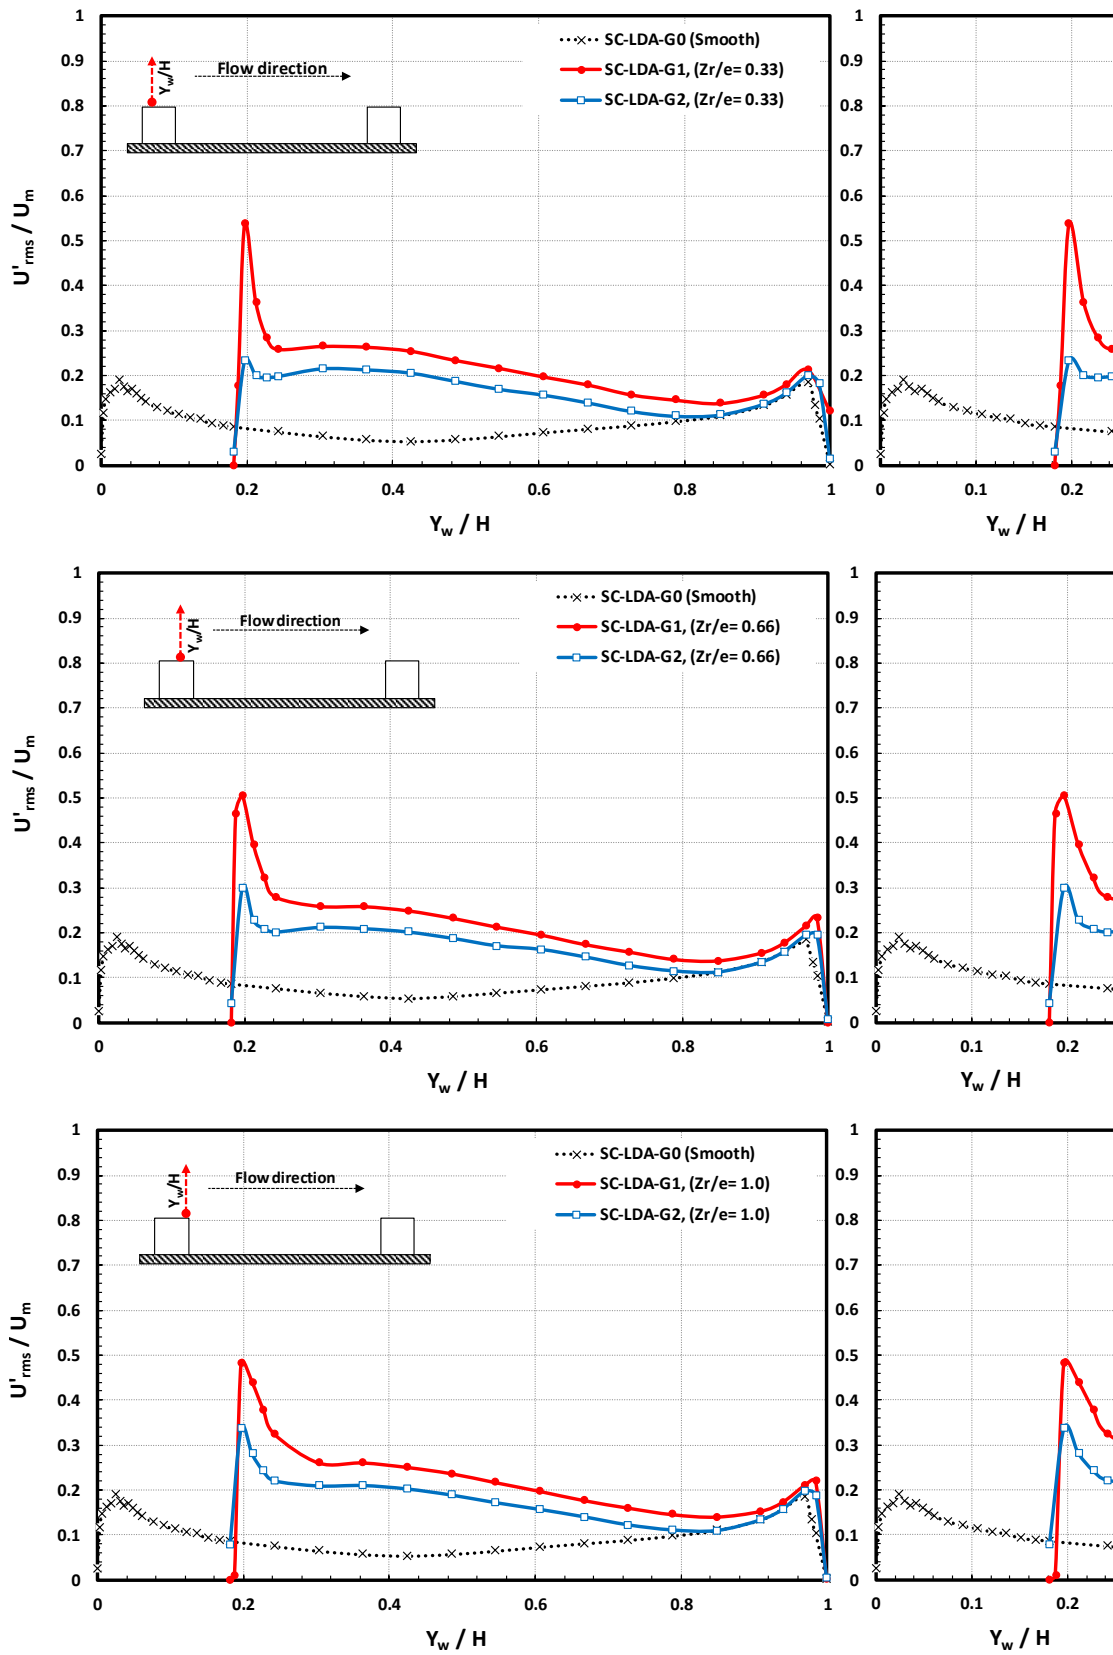 1
0.9
0.8
0.7
0.6
0.5
0.4
0.3
0.2
0.1
0
U'rms / Um
Yw/H
Flow direction
SC-LDA-G0 (Smooth)
SC-LDA-G1, (Zr/e= 0.33)
SC-LDA-G2, (Zr/e= 0.33)
0 0.2 0.4 0.6 0.8 1
Yw / H
1
0.9
0.8
0.7
0.6
0.5
0.4
0.3
0.2
0.1
0
0 0.1 0.2
Yw / H
1
0.9
0.8
0.7
0.6
0.5
0.4
0.3
0.2
0.1
0
U'rms / Um
Yw/H
Flow direction
SC-LDA-G0 (Smooth)
SC-LDA-G1, (Zr/e= 0.66)
SC-LDA-G2, (Zr/e= 0.66)
0 0.2 0.4 0.6 0.8 1
Yw / H
1
0.9
0.8
0.7
0.6
0.5
0.4
0.3
0.2
0.1
0
0 0.1 0.2
Yw / H
1
0.9
0.8
0.7
0.6
0.5
0.4
0.3
0.2
0.1
0
U'rms / Um
Yw/H
Flow direction
SC-LDA-G0 (Smooth)
SC-LDA-G1, (Zr/e= 1.0)
SC-LDA-G2, (Zr/e= 1.0)
0 0.2 0.4 0.6 0.8 1
Yw / H
1
0.9
0.8
0.7
0.6
0.5
0.4
0.3
0.2
0.1
0
0 0.1 0.2
Yw / H